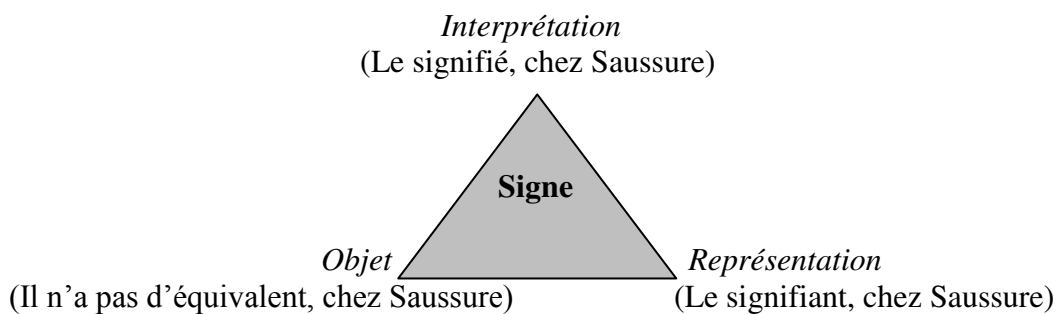 Interprétation
(Le signifié, chez Saussure)
Signe
Objet
Représentation
(Il n'a pas d'équivalent, chez Saussure)
(Le signifiant, chez Saussure)